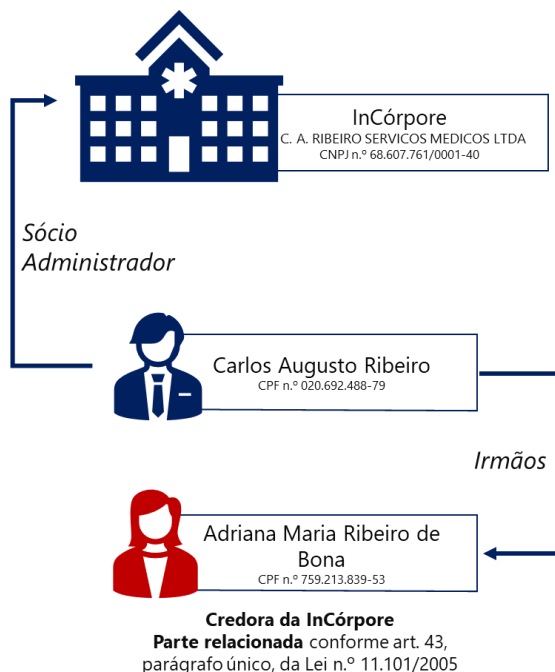 InCórpore
C. A. RIBEIRO SERVICOS MEDICOS LTDA
CNPJ n.º 68.607.761/0001-40
Sócio
Administrador
Carlos Augusto Ribeiro
CPF n.º 020.692.488-79
Irmãos
Adriana Maria Ribeiro de
Bona
CPF n.º 759.213.839-53
Credora da InCórpore
Parte relacionada conforme art. 43,
parágrafo único, da Lei n.º 11.101/2005